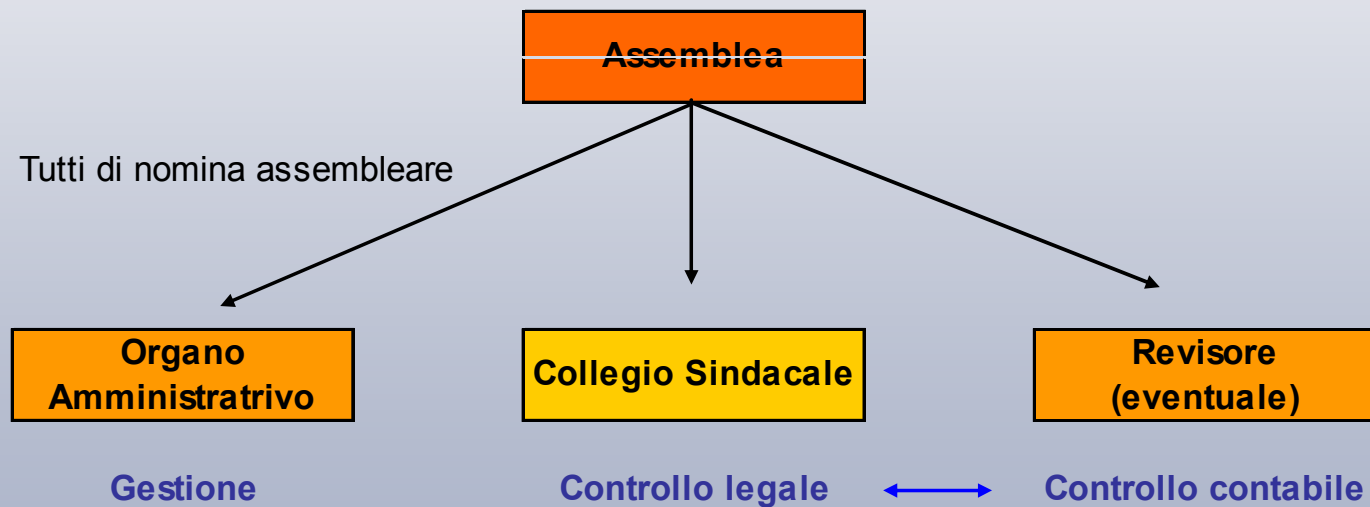 Assemblea
Tutti di nomina assembleare
Organo
Amministratrivo
Collegio Sindacale
Revisore
(eventuale)
Gestione
Controllo legale
Controllo contabile